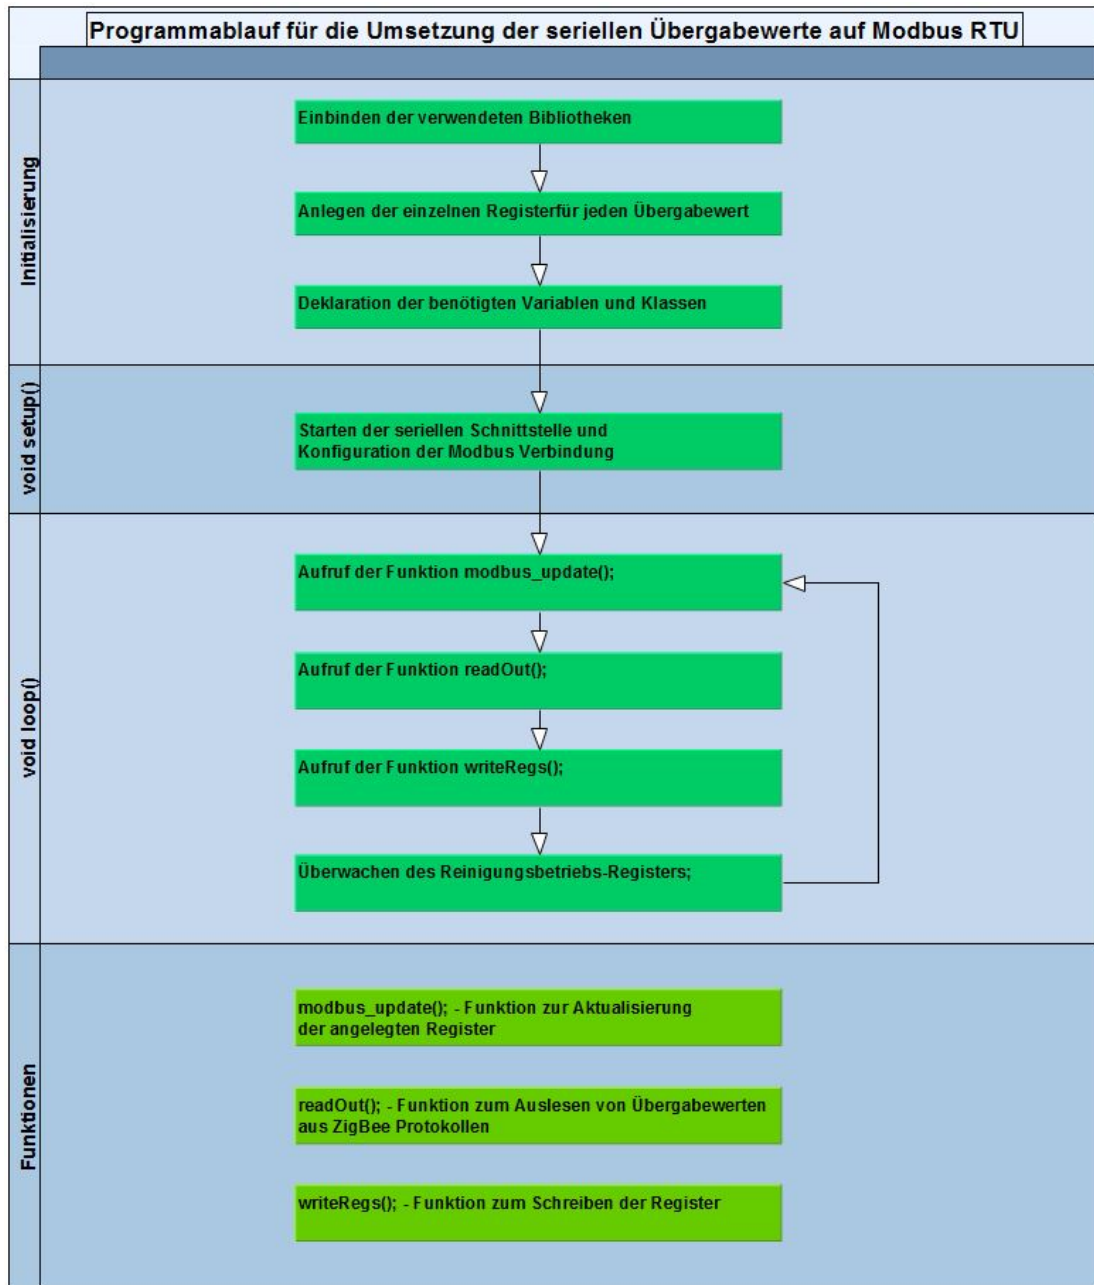 Programmablauf für die Umsetzung der seriellen Übergabewerte auf Modbus RTU
Initialisierung
Einbinden der verwendeten Bibliotheken
Anlegen der einzelnen Registerfür jeden Übergabewert
Deklaration der benötigten Variablen und Klassen
void setup()
Starten der seriellen Schnittstelle und
Konfiguration der Modbus Verbindung
void loop()
Aufruf der Funktion modbus_update();
Aufruf der Funktion readOut();
Aufruf der Funktion writeRegs();
Überwachen des Reinigungsbetriebs-Registers;
Funktionen
modbus_update(); - Funktion zur Aktualisierung
der angelegten Register
readOut(); - Funktion zum Auslesen von Übergabewerten
aus ZigBee Protokollen
writeRegs(); - Funktion zum Schreiben der Register